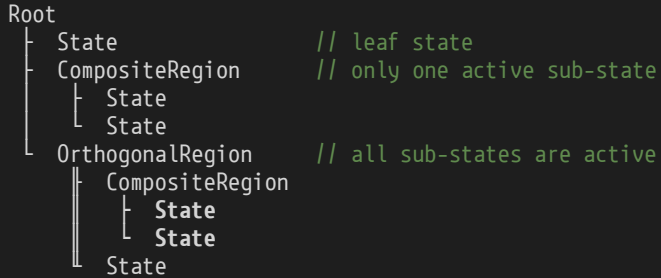 Root
├ State // leaf state
├ CompositeRegion // only one active sub-state
│ ├ State
│ └ State
└ OrthogonalRegion // all sub-states are active
╟ CompositeRegion
║ ├ State
║ └ State
╙ State